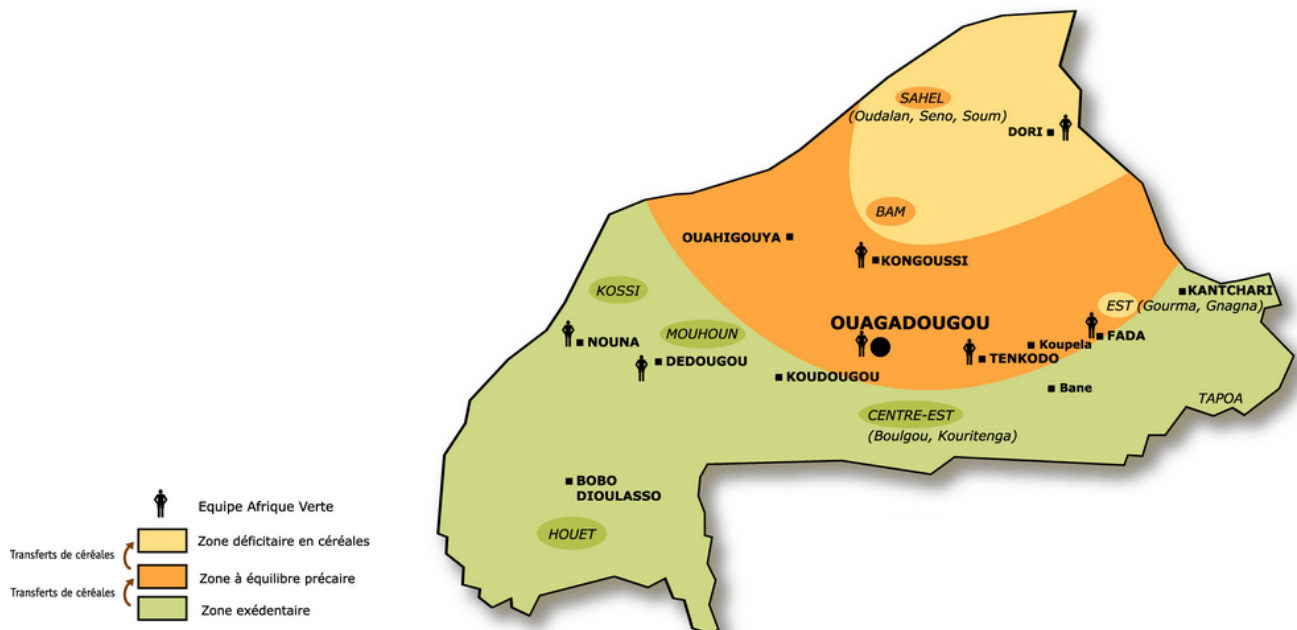 SAHEL
(Oudalan, Seno, Soum)
DORI
BAM
OUAHIGOUYA
KONGOUSSI
KOSSI
KANTCHARI
EST (Gourma, Gnagna)
MOUHOUN
OUAGADOUGOU
NOUNA
FADA
Koupela
DEDOUGOU
TENKODO
KOUDOUGOU
Bane
TAPOA
CENTRE-EST
(Boulgou, Kouritenga)
BOBO
DIOULASSO
HOUET
Equipe Afrique Verte
Zone déficitaire en céréales
Transferts de céréales
Zone à équilibre précaire
Transferts de céréales
Zone exédentaire